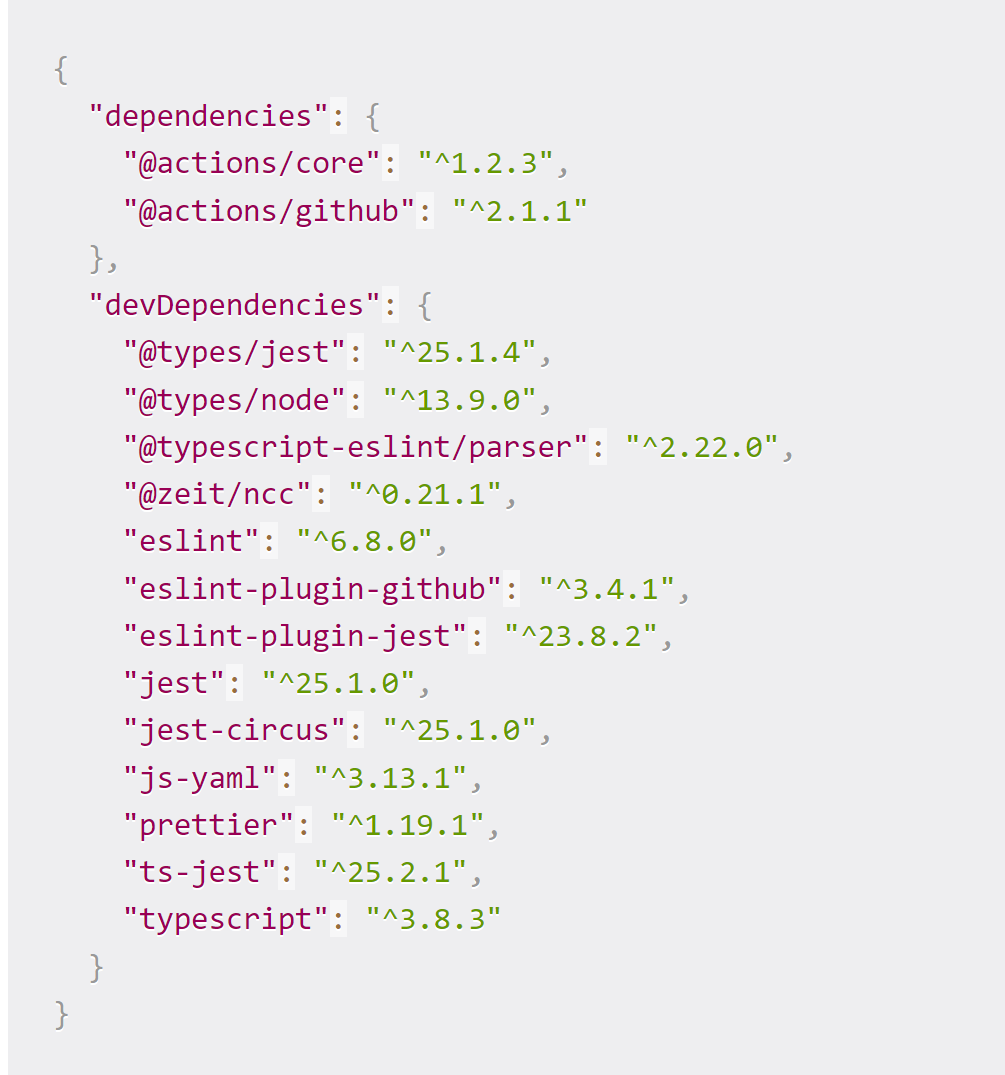 {
"dependencies": {
"@actions/core": "^1.2.3",
"@actions/github": "^2.1.1"
},
"devDependencies": {
"@types/jest": "^25.1.4",
"@types/node": "^13.9.0",
"@typescript-eslint/parser": "^2.22.0",
"@zeit/ncc": "^0.21.1",
"eslint": "^6.8.0",
"eslint-plugin-github": "^3.4.1",
"eslint-plugin-jest": "^23.8.2",
"jest": "^25.1.0",
"jest-circus": "^25.1.0",
"js-yaml": "^3.13.1",
"prettier": "^1.19.1",
"ts-jest": "^25.2.1",
"typescript": "^3.8.3"
}
}